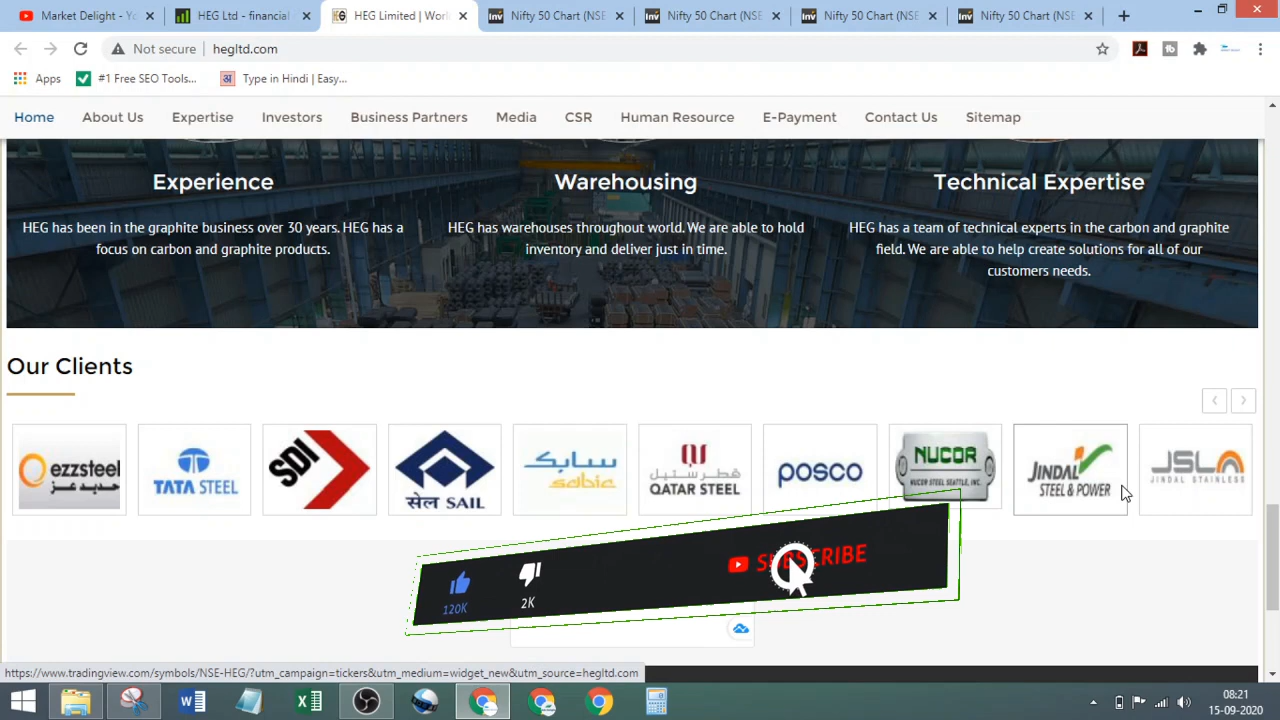 Market Delight - Yo
HEG Ltd - financial
HEG Limited | Worl
Nifty 50 Chart (NSE
Nifty 50 Chart (NSE
Nifty 50 Chart (NSE
Nifty 50 Chart (NSE
Not secure
hegltd.com
Apps
#1 Free SEO Tools...
अ
Type in Hindi | Easy...
Home About Us Expertise Investors Business Partners Media CSR Human Resource E-Payment Contact Us Sitemap
Experience
HEG has been in the graphite business over 30 years. HEG has a
focus on carbon and graphite products.
Warehousing
HEG has warehouses throughout world. We are able to hold
inventory and deliver just in time.
Technical Expertise
HEG has a team of technical experts in the carbon and graphite
field. We are able to help create solutions for all of our
customers needs.
Our Clients
ezzsteel
حديد عز
TATA STEEL
SDI
सेल SAIL
سابك
sabic
قطر ستيل
QATAR STEEL
posco
NUCOR
NUCOR STEEL SEATTLE, INC.
JINDAL
STEEL & POWER
JSL
JINDAL STAINLESS
120K
2K
SUBSCRIBE
https://www.tradingview.com/symbols/NSE-HEG/?utm_campaign=tickers&utm_medium=widget_new&utm_source=hegltd.com
08:21
15-09-2020